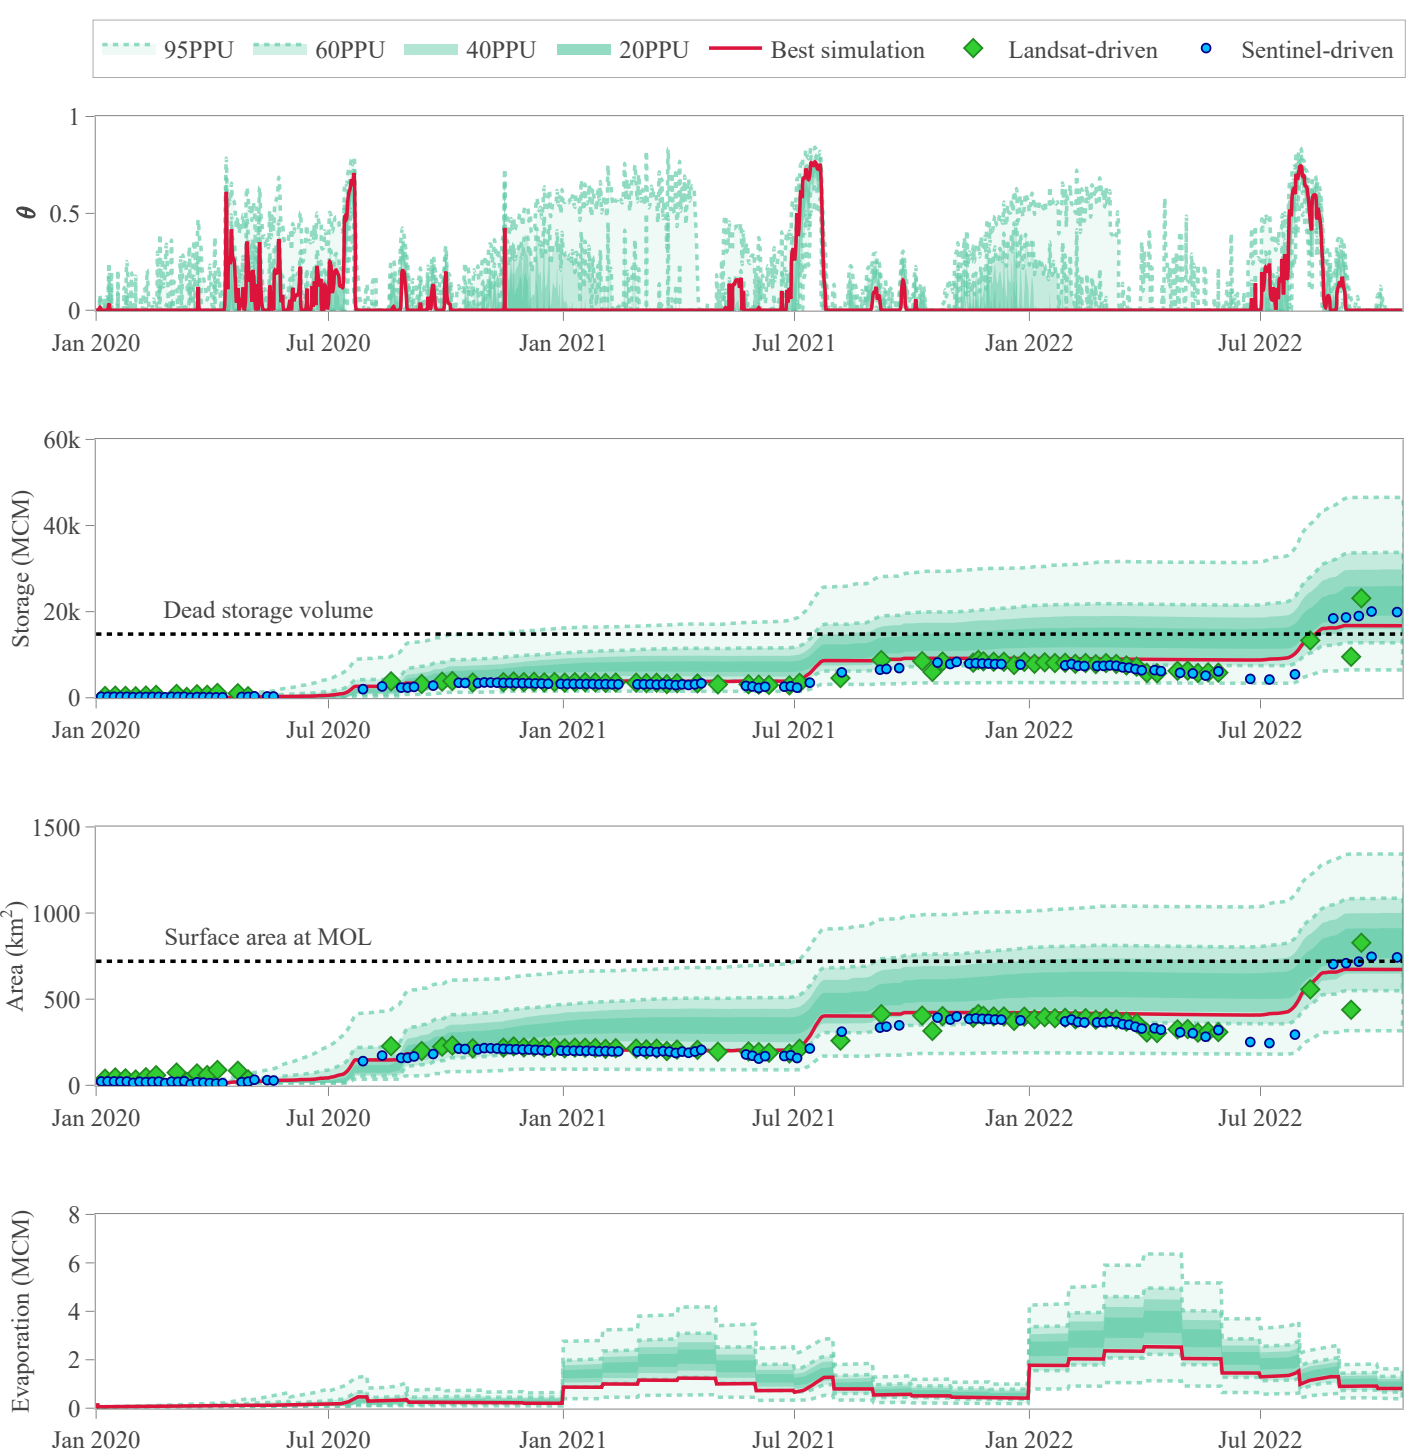 95PPU 60PPU 40PPU 20PPU Best simulation Landsat-driven Sentinel-driven
θ
1
0.5
0
Jan 2020 Jul 2020 Jan 2021 Jul 2021 Jan 2022 Jul 2022
Storage (MCM)
60k
40k
20k
0
Dead storage volume
Jan 2020 Jul 2020 Jan 2021 Jul 2021 Jan 2022 Jul 2022
Area (km²)
1500
1000
500
0
Surface area at MOL
Jan 2020 Jul 2020 Jan 2021 Jul 2021 Jan 2022 Jul 2022
Evaporation (MCM)
8
6
4
2
0
Jan 2020 Jul 2020 Jan 2021 Jul 2021 Jan 2022 Jul 2022